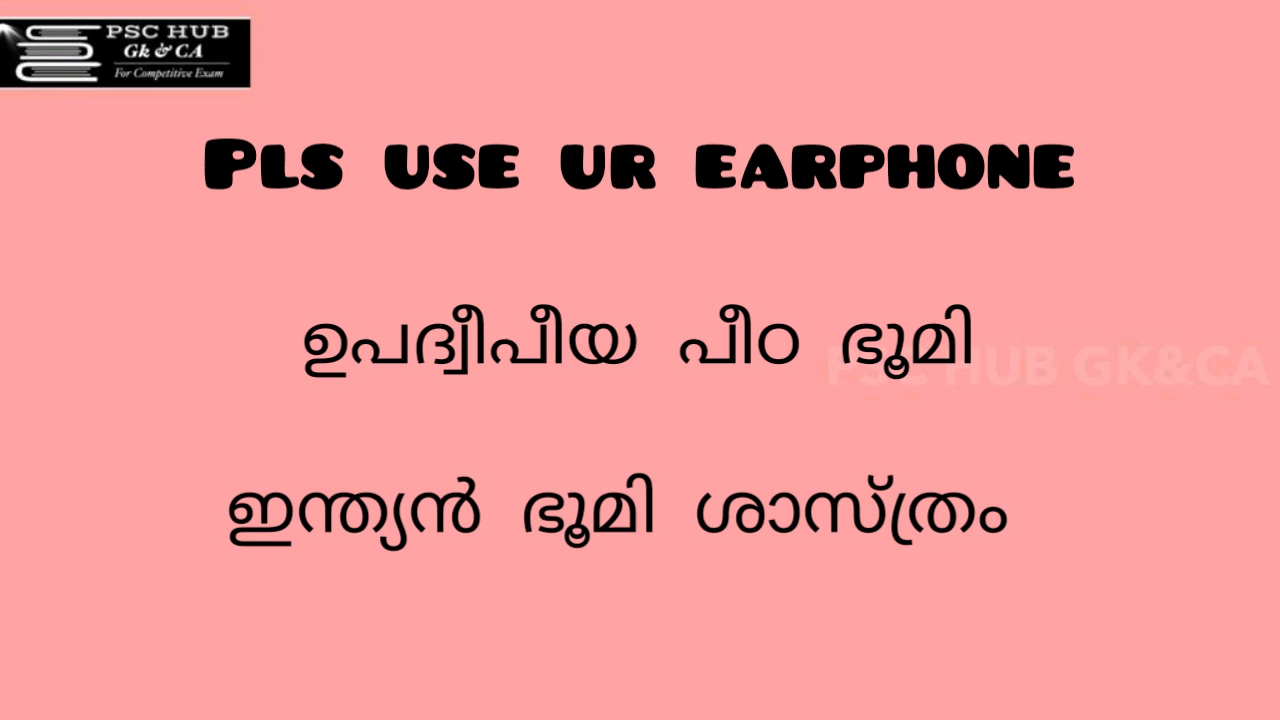 PSC HUB
Gk & CA
For Competitive Exam
PLS USE UR EARPHONE
ഉപദ്വീപീയ പീഠ ഭൂമി
PSC HUB GK&CA
ഇന്ത്യൻ ഭൂമി ശാസ്ത്രം